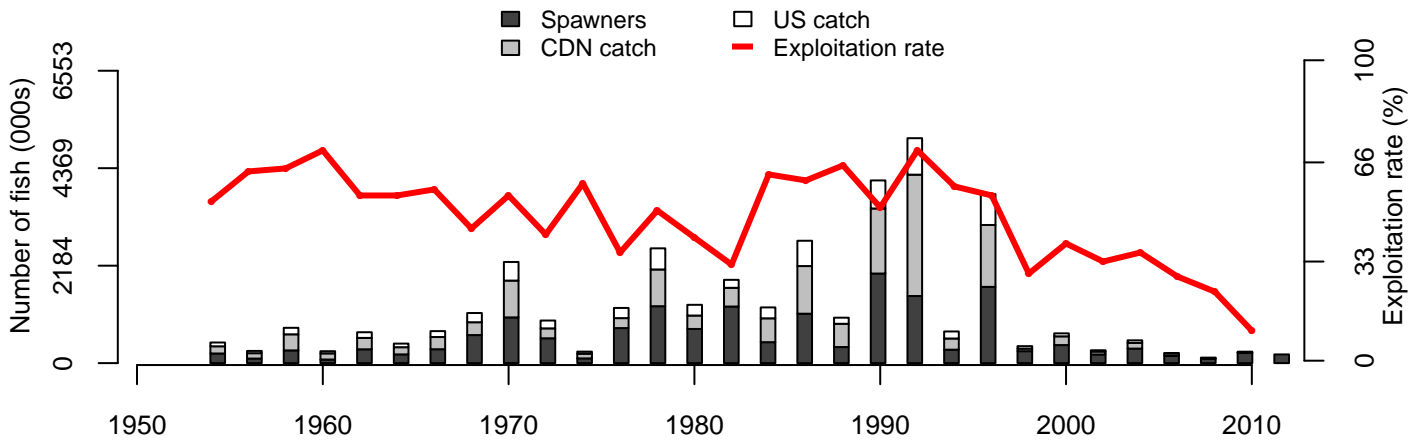 Spawners
CDN catch
US catch
Exploitation rate
Number of fish (000s)
6553
4369
2184
0
100
66
33
0
Exploitation rate (%)
1950 1960 1970 1980 1990 2000 2010